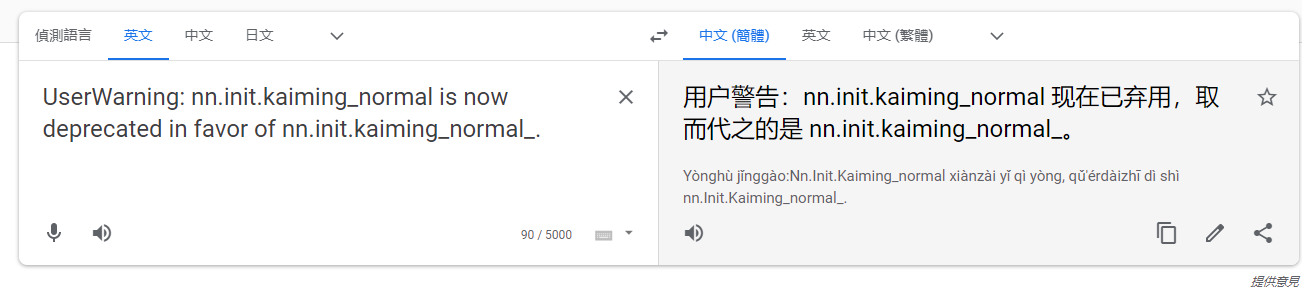 偵測語言 英文 中文 日文 中文 (簡體) 英文 中文 (繁體)
UserWarning: nn.init.kaiming_normal is now
deprecated in favor of nn.init.kaiming_normal_.
90 / 5000
用户警告：nn.init.kaiming_normal 现在已弃用，取
而代之的是 nn.init.kaiming_normal_。
Yònghù jǐnggào:Nn.Init.Kaiming_normal xiànzài yǐ qì yòng, qǔ'érdàizhī dì shì
nn.Init.Kaiming_normal_.
提供意見